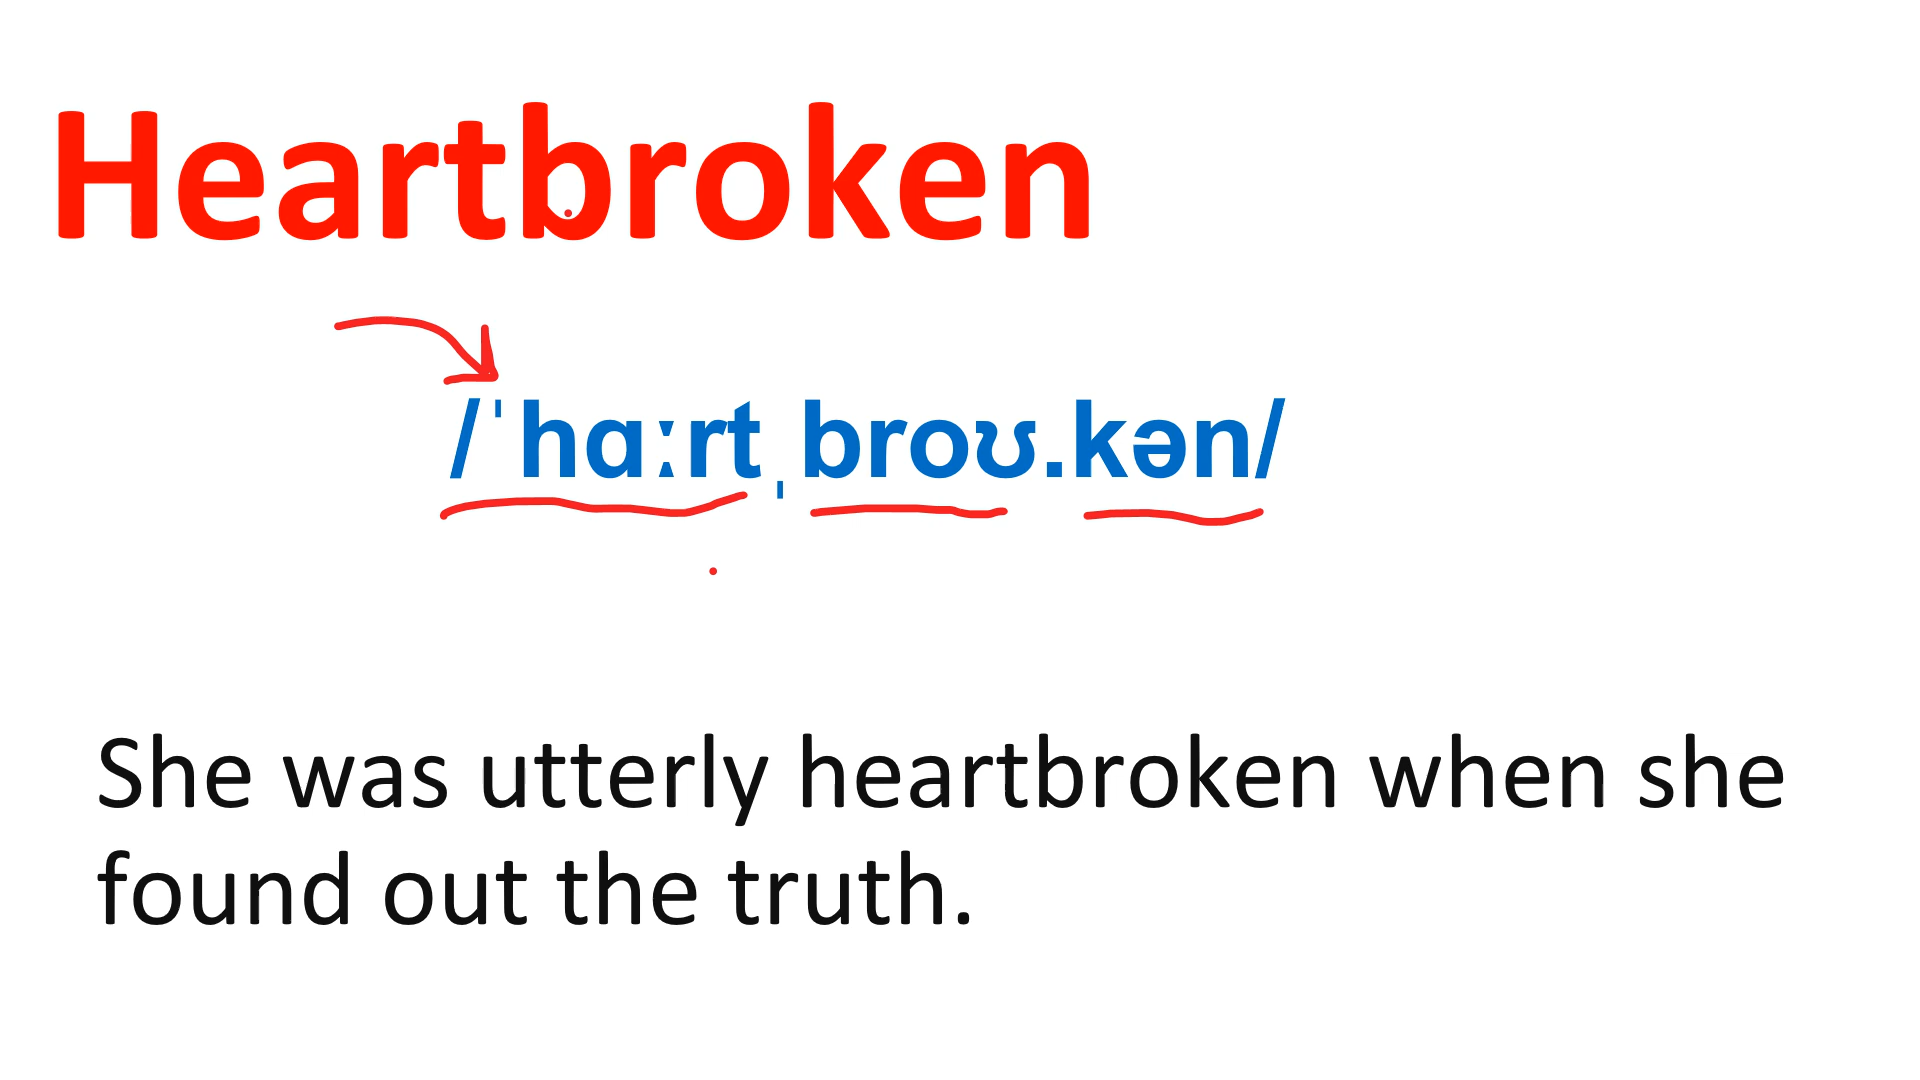 Heartbroken
/ˈhɑːrtˌbroʊ.kən/
She was utterly heartbroken when she
found out the truth.